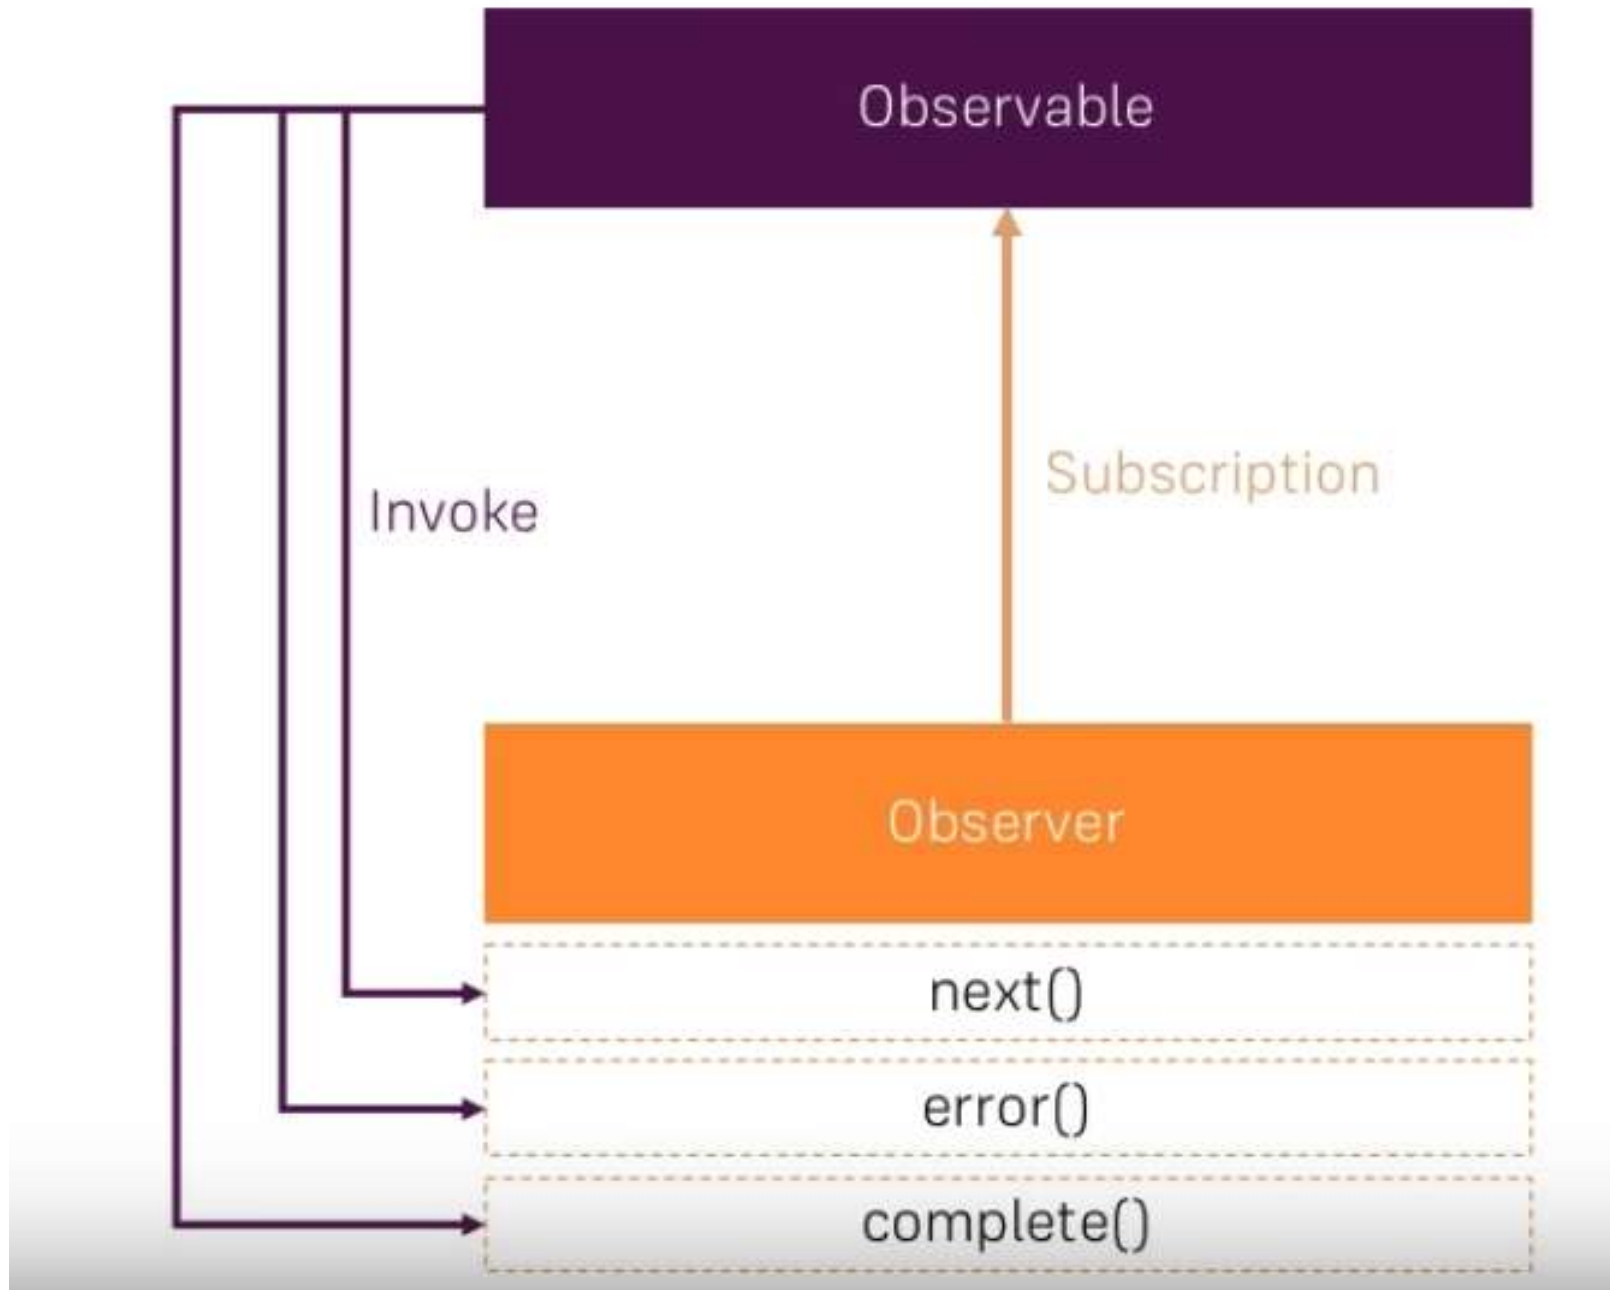 Observable
Subscription
Invoke
Observer
next()
error()
complete()